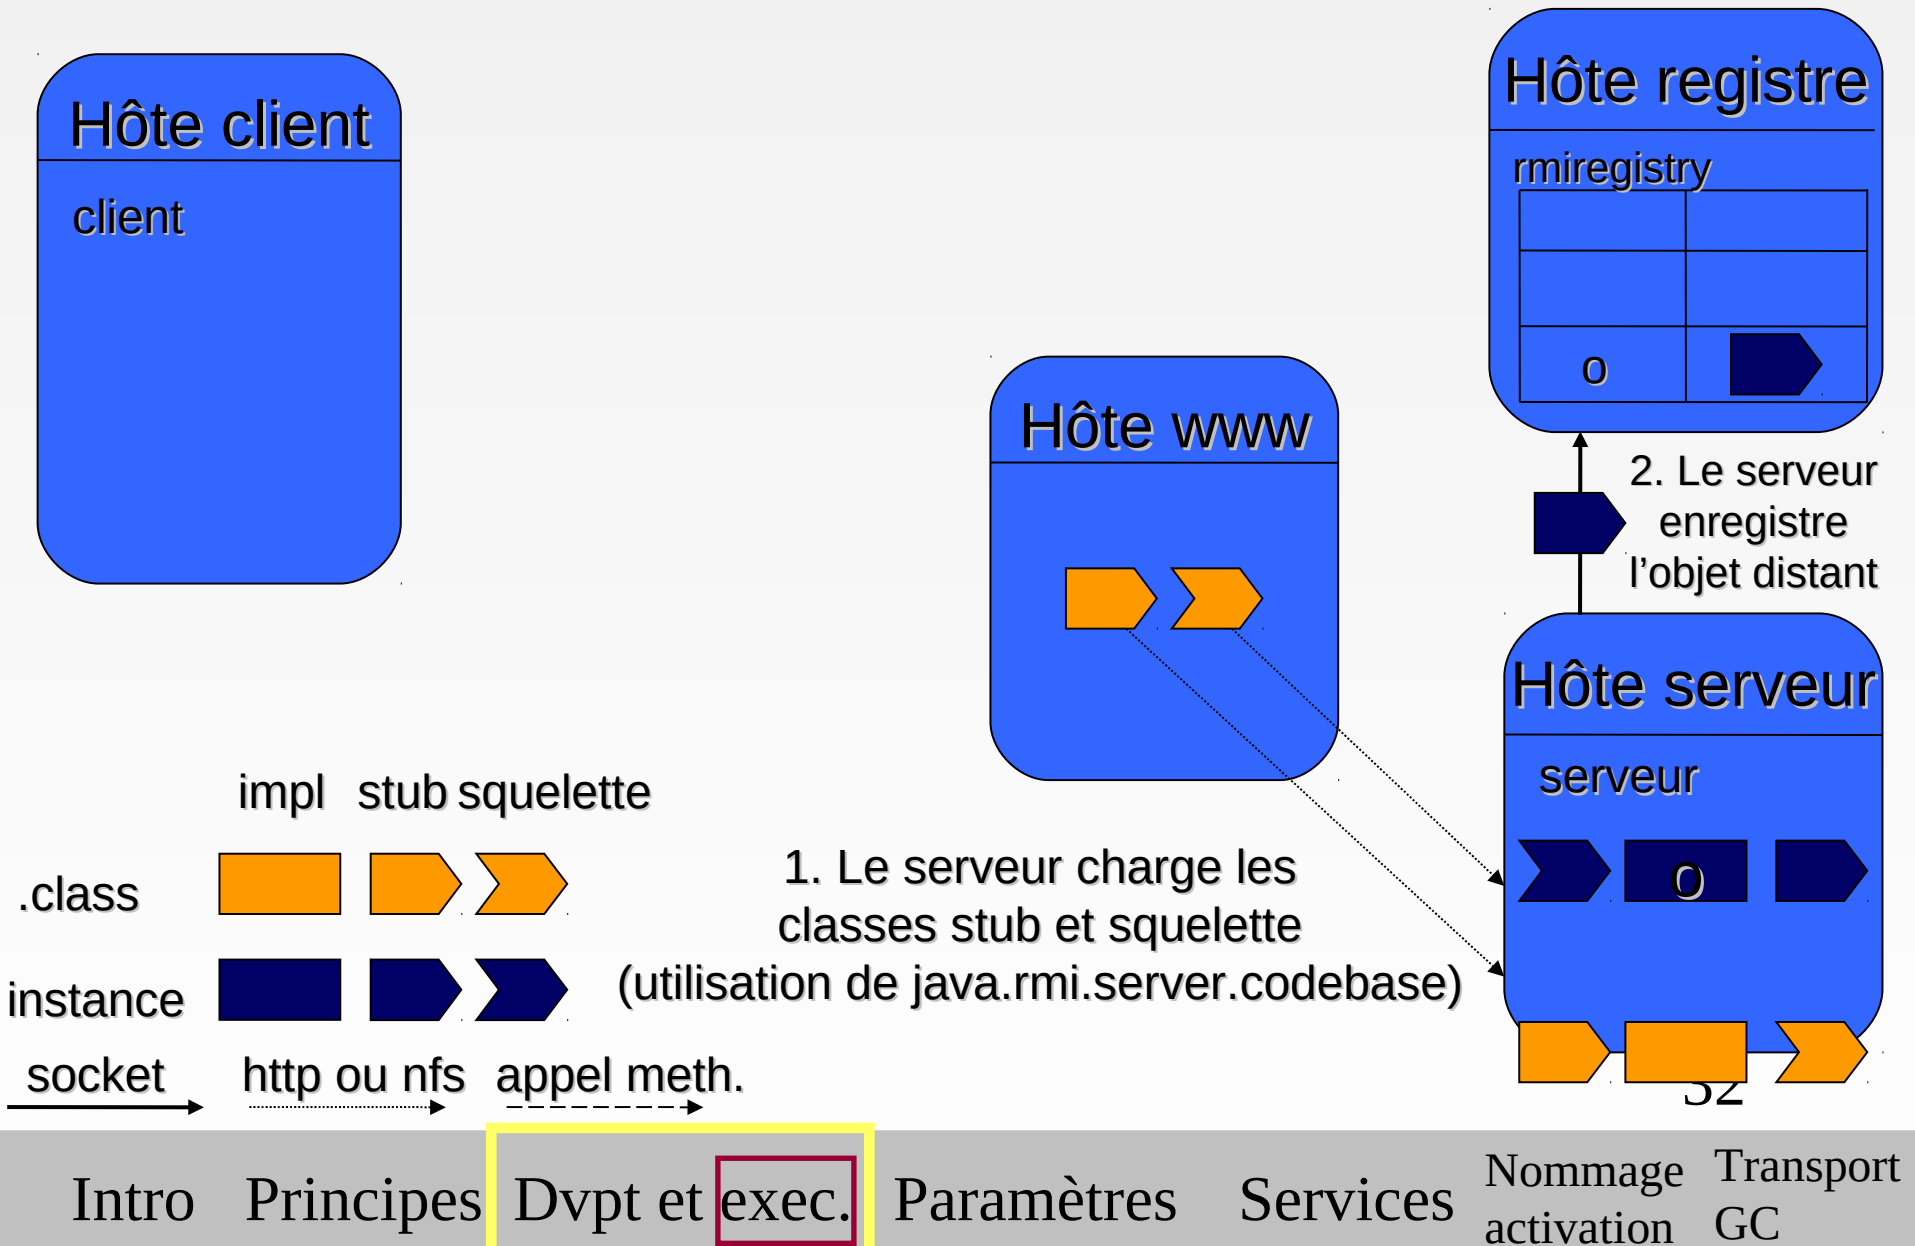 Hôte client
client
Hôte registre
rmiregistry
o
Hôte www
2. Le serveur
enregistre
l’objet distant
Hôte serveur
serveur
o
impl stub squelette
.class
instance
1. Le serveur charge les
classes stub et squelette
(utilisation de java.rmi.server.codebase)
socket http ou nfs appel meth.
Intro Principes Dvpt et exec. Paramètres Services
Nommage
activation
Transport
GC